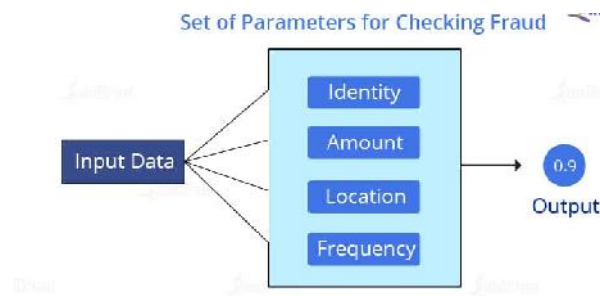 Set of Parameters for Checking Fraud
Identity
Amount
Input Data
Location
Frequency
0.9
Output